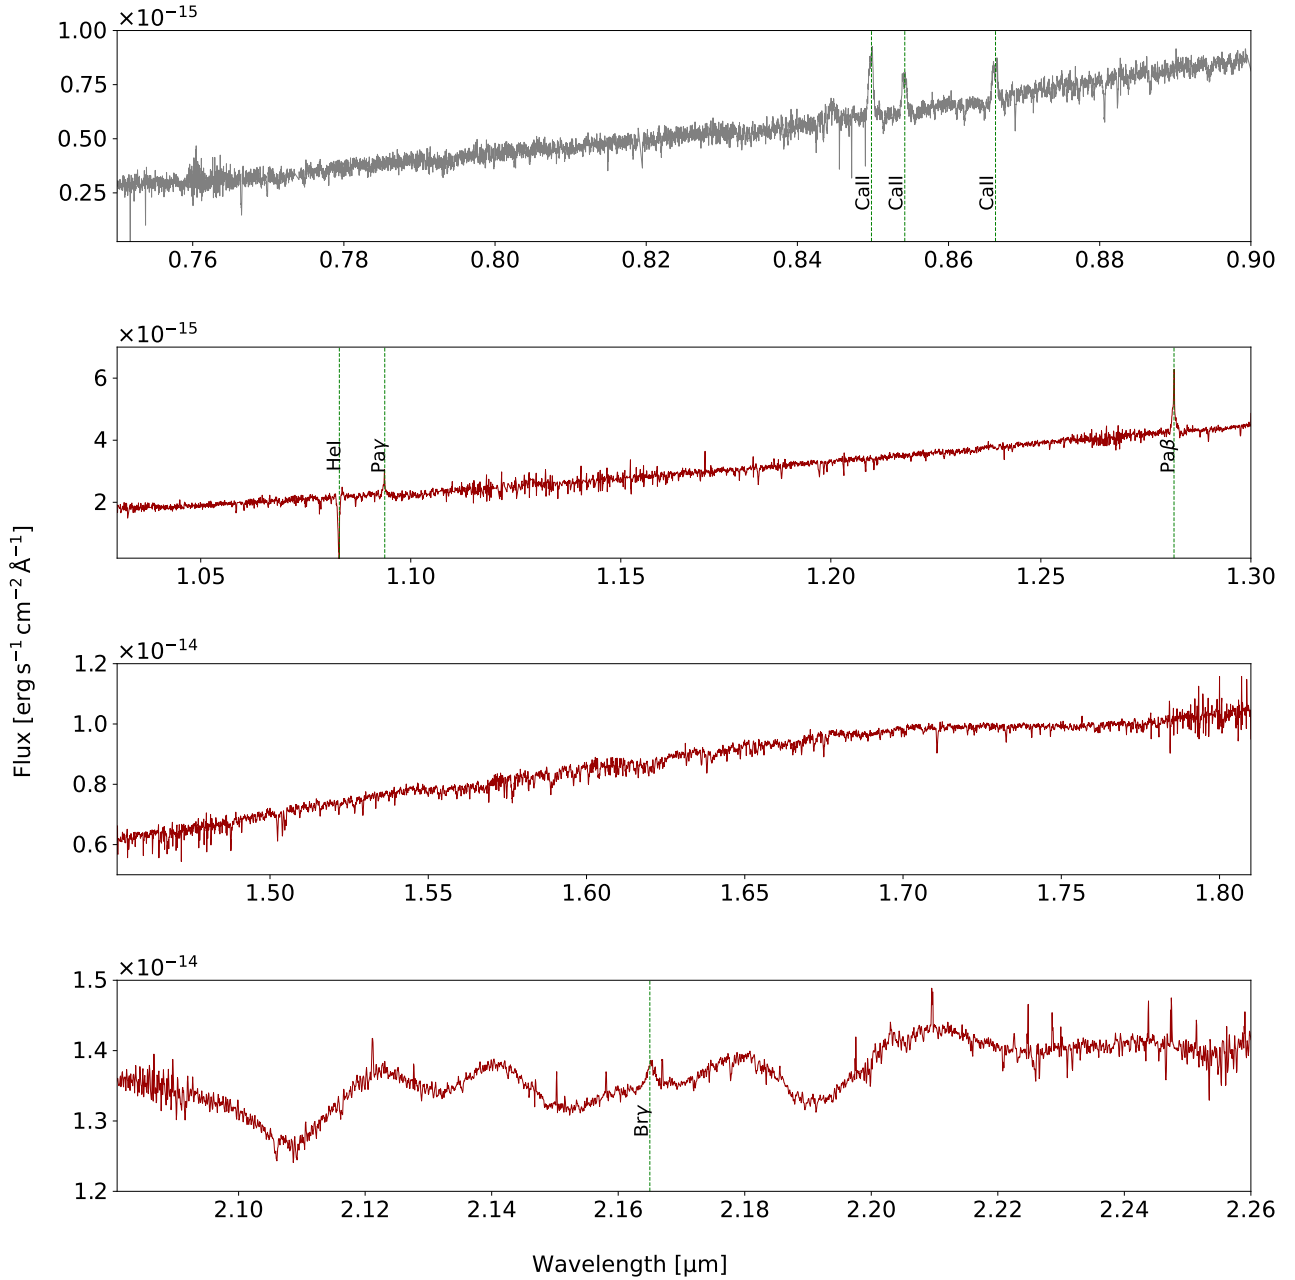 ×10⁻¹⁵
1.00
0.75
0.50
0.25
CaII
CaII
CaII
0.76 0.78 0.80 0.82 0.84 0.86 0.88 0.90
×10⁻¹⁵
6
4
2
HeI
Paγ
Paβ
1.05 1.10 1.15 1.20 1.25 1.30
Flux [erg s⁻¹ cm⁻² Å⁻¹]
×10⁻¹⁴
1.2
1.0
0.8
0.6
1.50 1.55 1.60 1.65 1.70 1.75 1.80
×10⁻¹⁴
1.5
1.4
1.3
1.2
Brγ
2.10 2.12 2.14 2.16 2.18 2.20 2.22 2.24 2.26
Wavelength [μm]